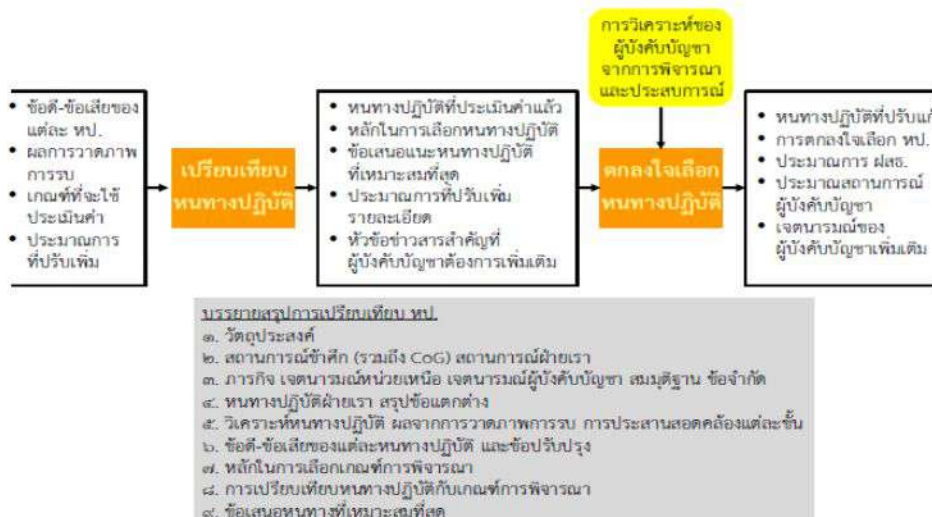 การวิเคราะห์ของ
ผู้บังคับบัญชา
จากการพิจารณา
และประสบการณ์
• ข้อดี-ข้อเสียของ
แต่ละ หป.
• ผลการวาดภาพ
การรบ
• เกณฑ์ที่จะใช้
ประเมินค่า
• ประมาณการ
ที่ปรับเพิ่ม
เปรียบเทียบ
หนทางปฏิบัติ
• หนทางปฏิบัติที่ประเมินค่าแล้ว
• หลักในการเลือกหนทางปฏิบัติ
• ข้อเสนอแนะหนทางปฏิบัติ
ที่เหมาะสมที่สุด
• ประมาณการที่ปรับเพิ่ม
รายละเอียด
• หัวข้อข่าวสารสำคัญที่
ผู้บังคับบัญชาต้องการเพิ่มเติม
ตกลงใจเลือก
หนทางปฏิบัติ
• หนทางปฏิบัติที่ปรับแก้
• การตกลงใจเลือก หป.
• ประมาณการ ฝสธ.
• ประมาณสถานการณ์
ผู้บังคับบัญชา
• เจตนารมณ์ของ
ผู้บังคับบัญชาเพิ่มเติม
บรรยายสรุปการเปรียบเทียบ หป.
๑. วัตถุประสงค์
๒. สถานการณ์ข้าศึก (รวมถึง CoG) สถานการณ์ฝ่ายเรา
๓. ภารกิจ เจตนารมณ์หน่วยเหนือ เจตนารมณ์ผู้บังคับบัญชา สมมุติฐาน ข้อจำกัด
๔. หนทางปฏิบัติฝ่ายเรา สรุปข้อแตกต่าง
๕. วิเคราะห์หนทางปฏิบัติ ผลจากการวาดภาพการรบ การประสานสอดคล้องแต่ละขั้น
๖. ข้อดี-ข้อเสียของแต่ละหนทางปฏิบัติ และข้อปรับปรุง
๗. หลักในการเลือกเกณฑ์การพิจารณา
๘. การเปรียบเทียบหนทางปฏิบัติกับเกณฑ์การพิจารณา
๙. ข้อเสนอหนทางที่เหมาะสมที่สุด